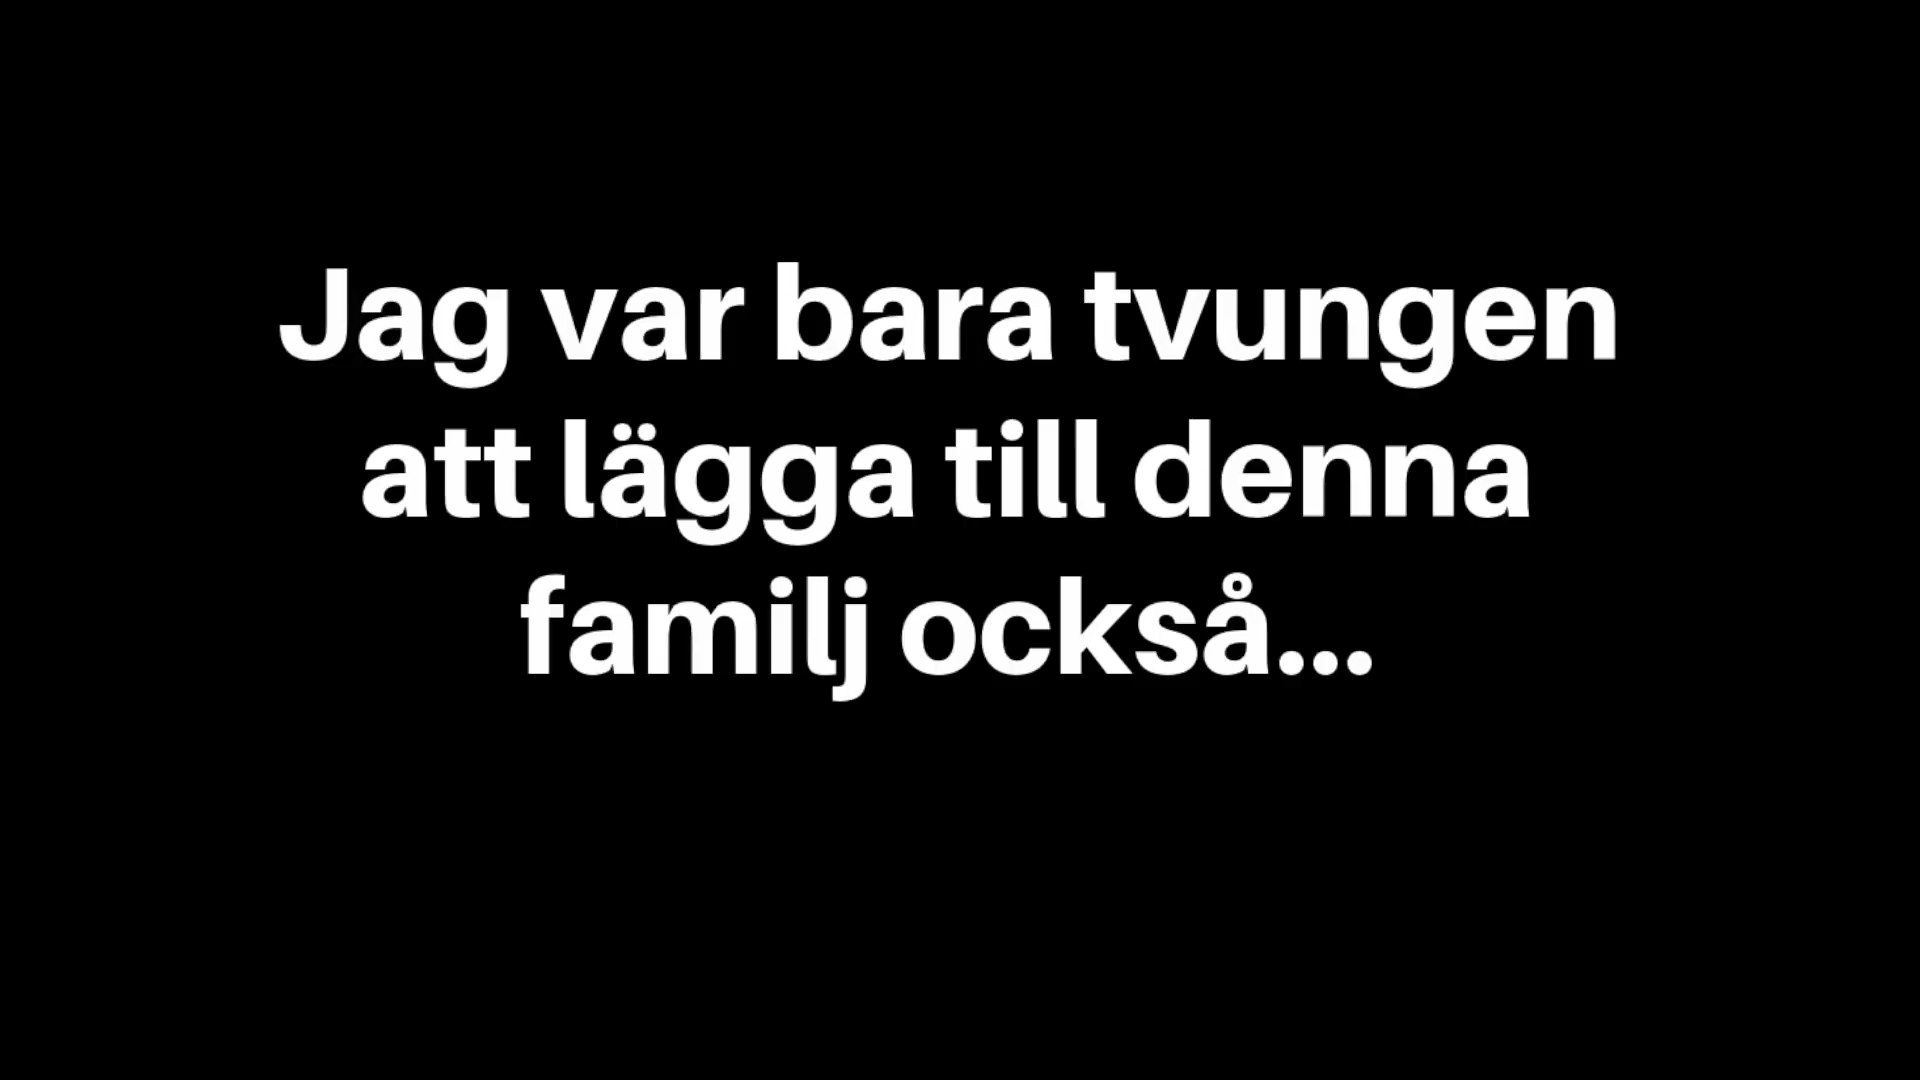 Jag var bara tvungen
att lägga till denna
familj också...